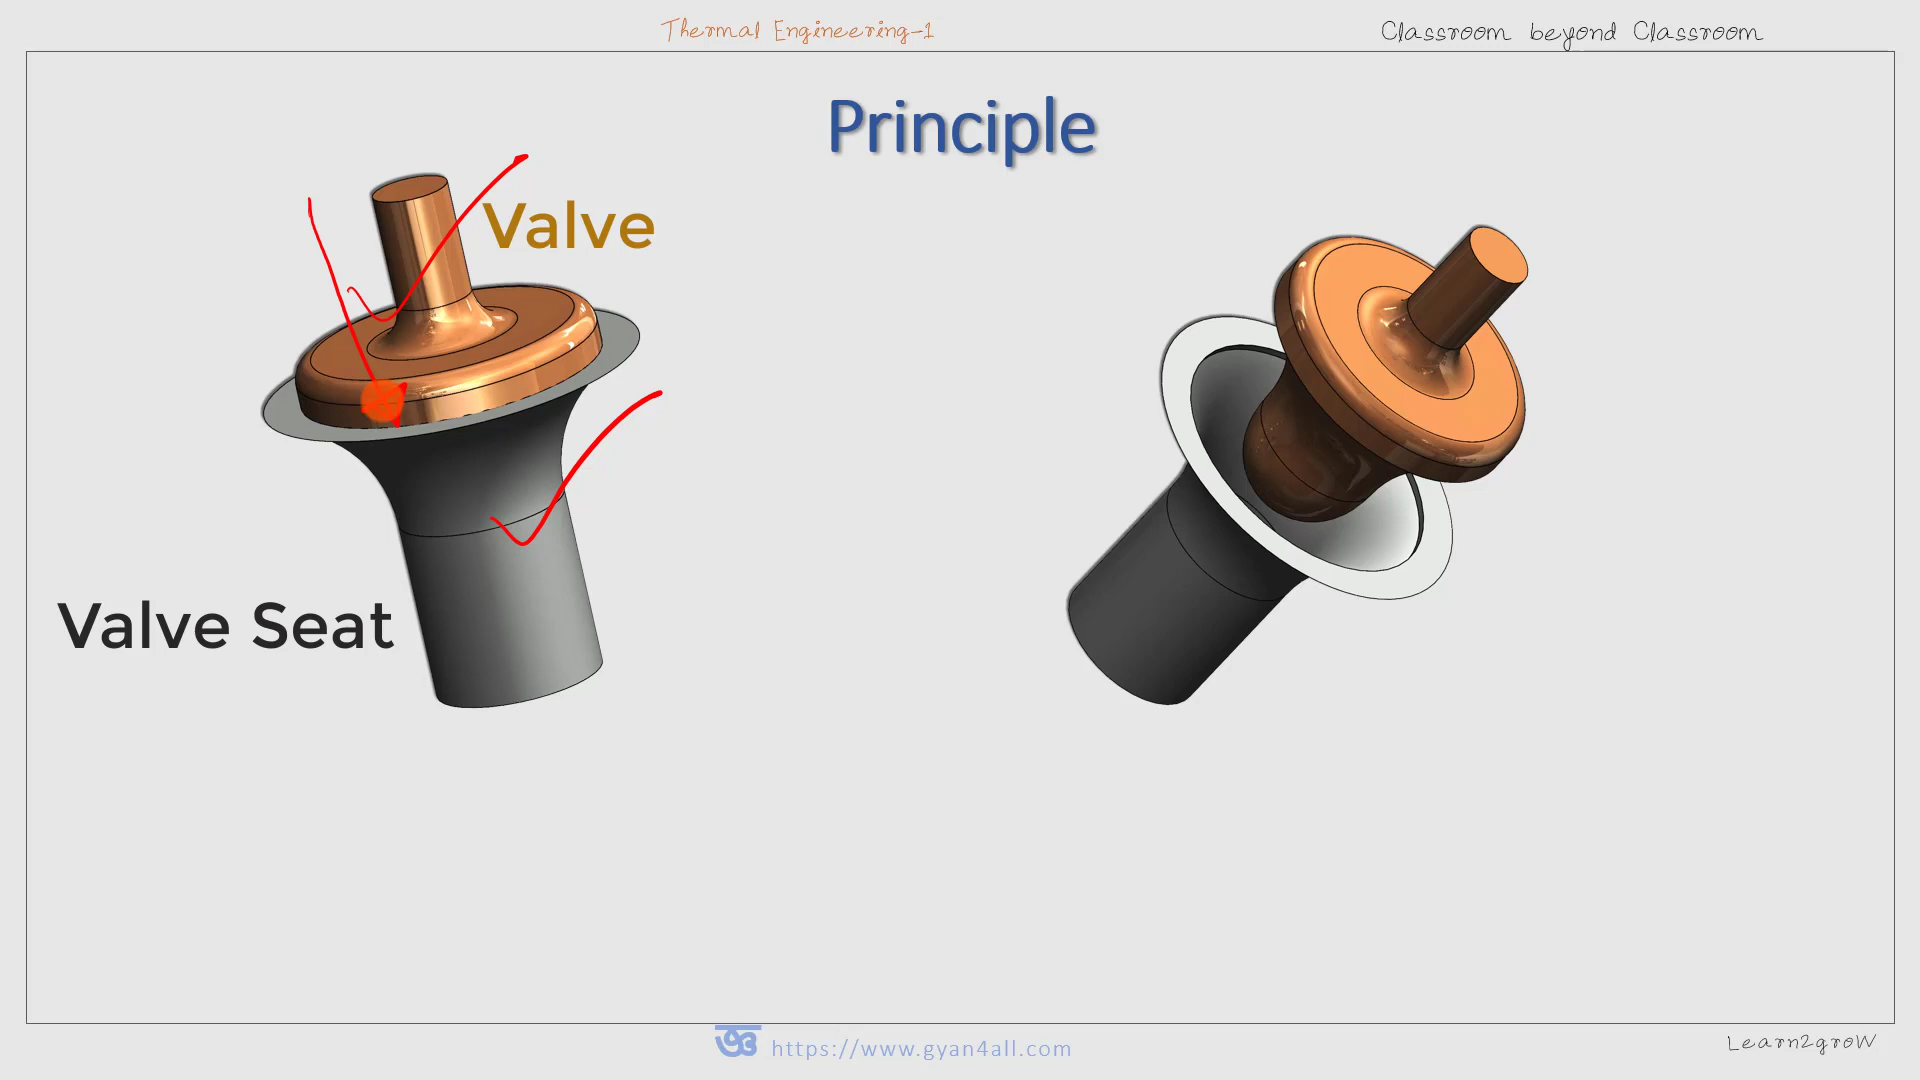 Thermal Engineering-1
Classroom beyond Classroom
Principle
Valve
Valve Seat
https://www.gyan4all.com
Learn2groW